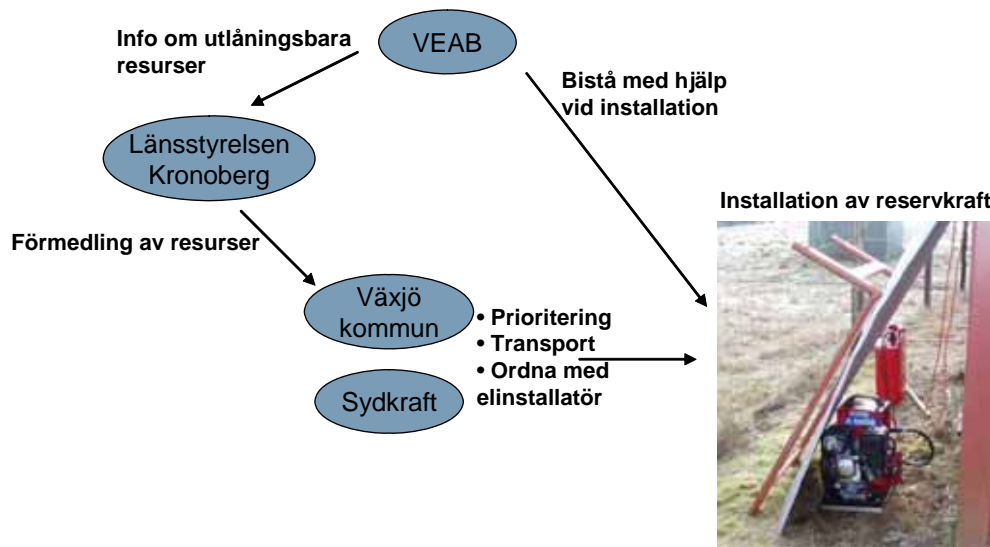 Info om utlåningsbara
resurser
VEAB
Bistå med hjälp
vid installation
Länsstyrelsen
Kronoberg
Installation av reservkraft
Förmedling av resurser
Växjö
kommun
• Prioritering
• Transport
• Ordna med
elinstallatör
Sydkraft